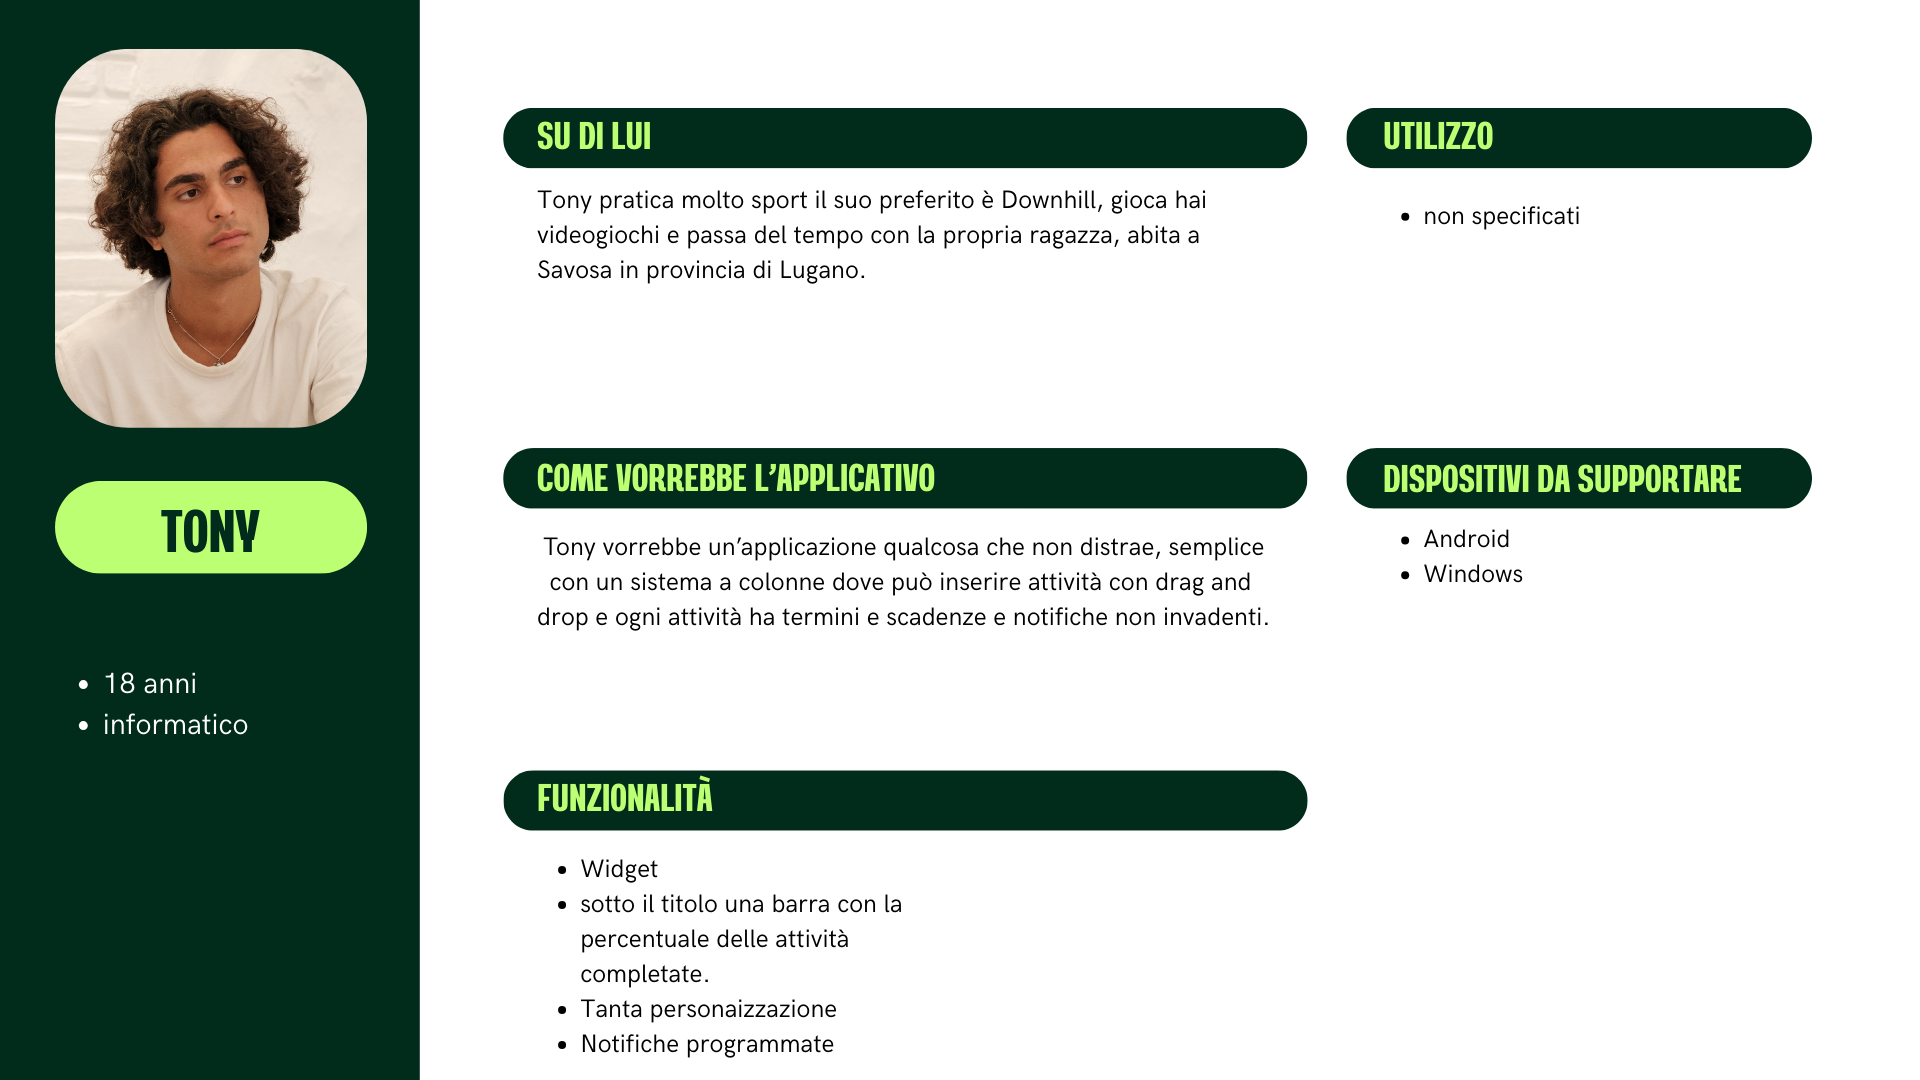 TONY
18 anni
informatico
SU DI LUI
Tony pratica molto sport il suo preferito è Downhill, gioca hai
videogiochi e passa del tempo con la propria ragazza, abita a
Savosa in provincia di Lugano.
UTILIZZO
non specificati
COME VORREBBE L’APPLICATIVO
Tony vorrebbe un’applicazione qualcosa che non distrae, semplice
con un sistema a colonne dove può inserire attività con drag and
drop e ogni attività ha termini e scadenze e notifiche non invadenti.
DISPOSITIVI DA SUPPORTARE
Android
Windows
FUNZIONALITÀ
Widget
sotto il titolo una barra con la
percentuale delle attività
completate.
Tanta personaizzazione
Notifiche programmate